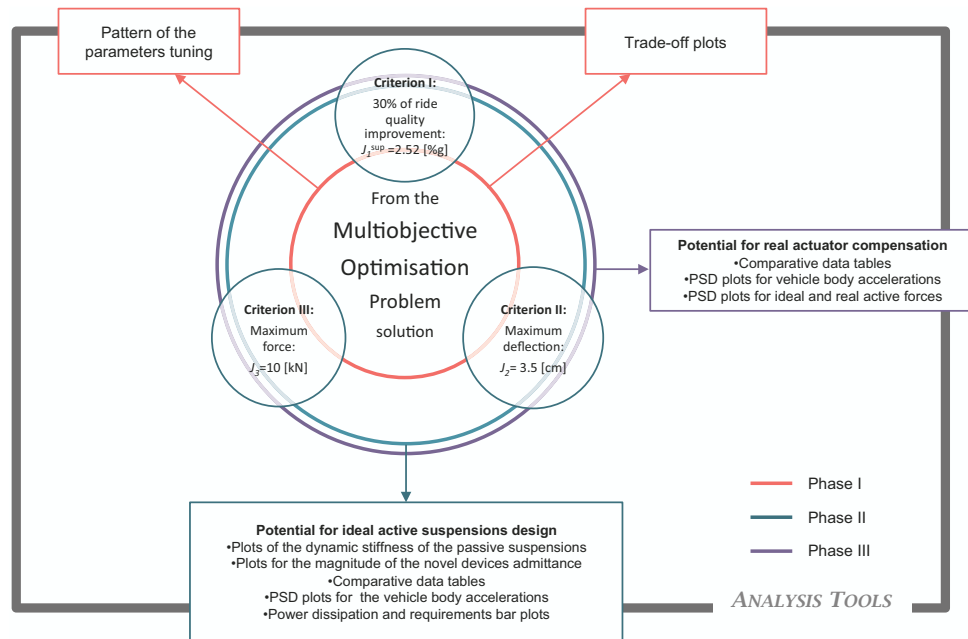 Pattern of the
parameters tuning
Trade-off plots
Criterion I:
30% of ride
quality
improvement:
J₁ˢᵘᵖ =2.52 [%g]
From the
Multiobjective
Optimisation
Problem
solution
Criterion III:
Maximum
force:
J₃=10 [kN]
Criterion II:
Maximum
deflection:
J₂= 3.5 [cm]
Potential for real actuator compensation
•Comparative data tables
•PSD plots for vehicle body accelerations
•PSD plots for ideal and real active forces
Potential for ideal active suspensions design
•Plots of the dynamic stiffness of the passive suspensions
•Plots for the magnitude of the novel devices admittance
•Comparative data tables
•PSD plots for the vehicle body accelerations
•Power dissipation and requirements bar plots
Phase I
Phase II
Phase III
ANALYSIS TOOLS